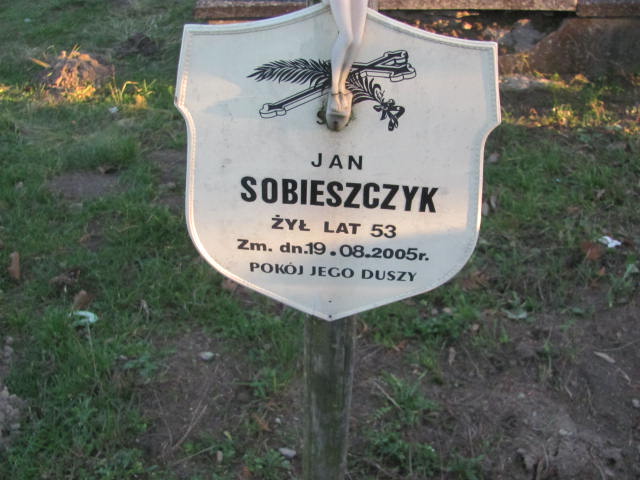 JAN
SOBIESZCZYK
ŻYŁ LAT 53
Zm. dn.19.08.2005r.
POKÓJ JEGO DUSZY